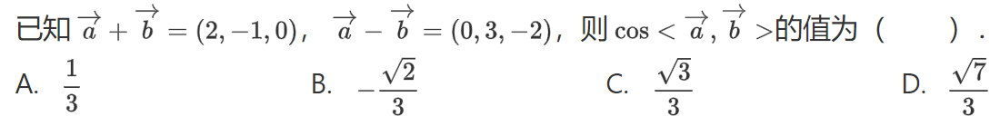 已知 $\overrightarrow{a} + \overrightarrow{b} = (2, -1, 0)$，$\overrightarrow{a} - \overrightarrow{b} = (0, 3, -2)$，则 $\cos < \overrightarrow{a}, \overrightarrow{b} >$的值为（　　）.
A. $\frac{1}{3}$ B. $-\frac{\sqrt{2}}{3}$ C. $\frac{\sqrt{3}}{3}$ D. $\frac{\sqrt{7}}{3}$